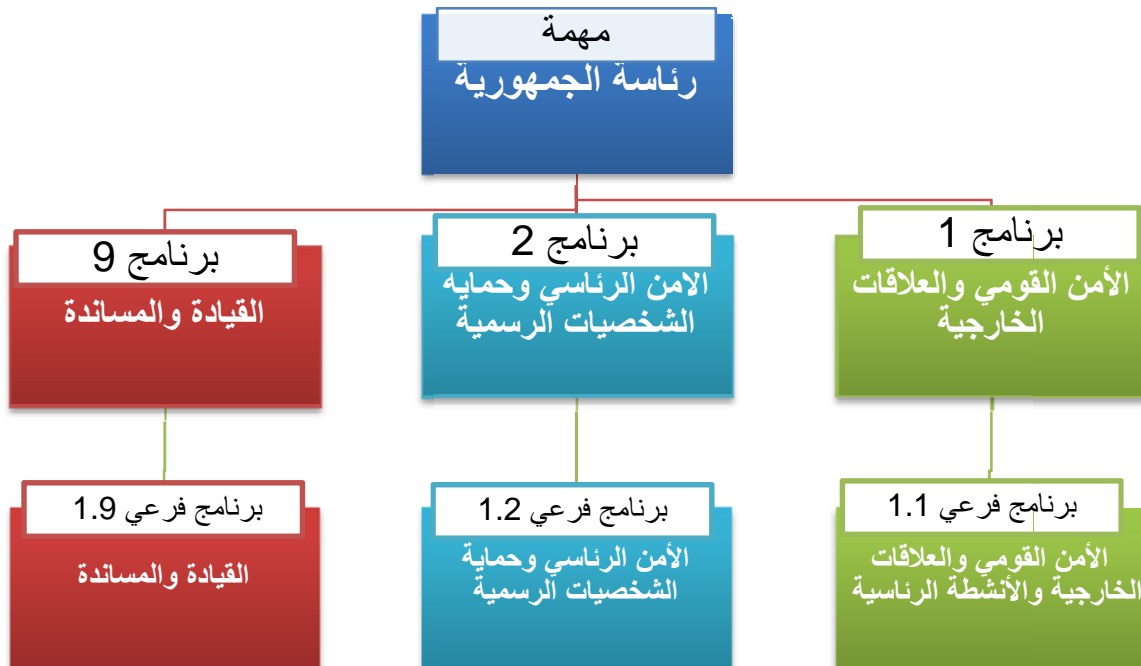 مهمة
رئاسة الجمهورية
برنامج 1
الأمن القومي والعلاقات
الخارجية
برنامج 2
الامن الرئاسي وحمايه
الشخصيات الرسمية
برنامج 9
القيادة والمساندة
برنامج فرعي 1.1
الأمن القومي والعلاقات
الخارجية والأنشطة الرئاسية
برنامج فرعي 1.2
الأمن الرئاسي وحماية
الشخصيات الرسمية
برنامج فرعي 1.9
القيادة والمساندة